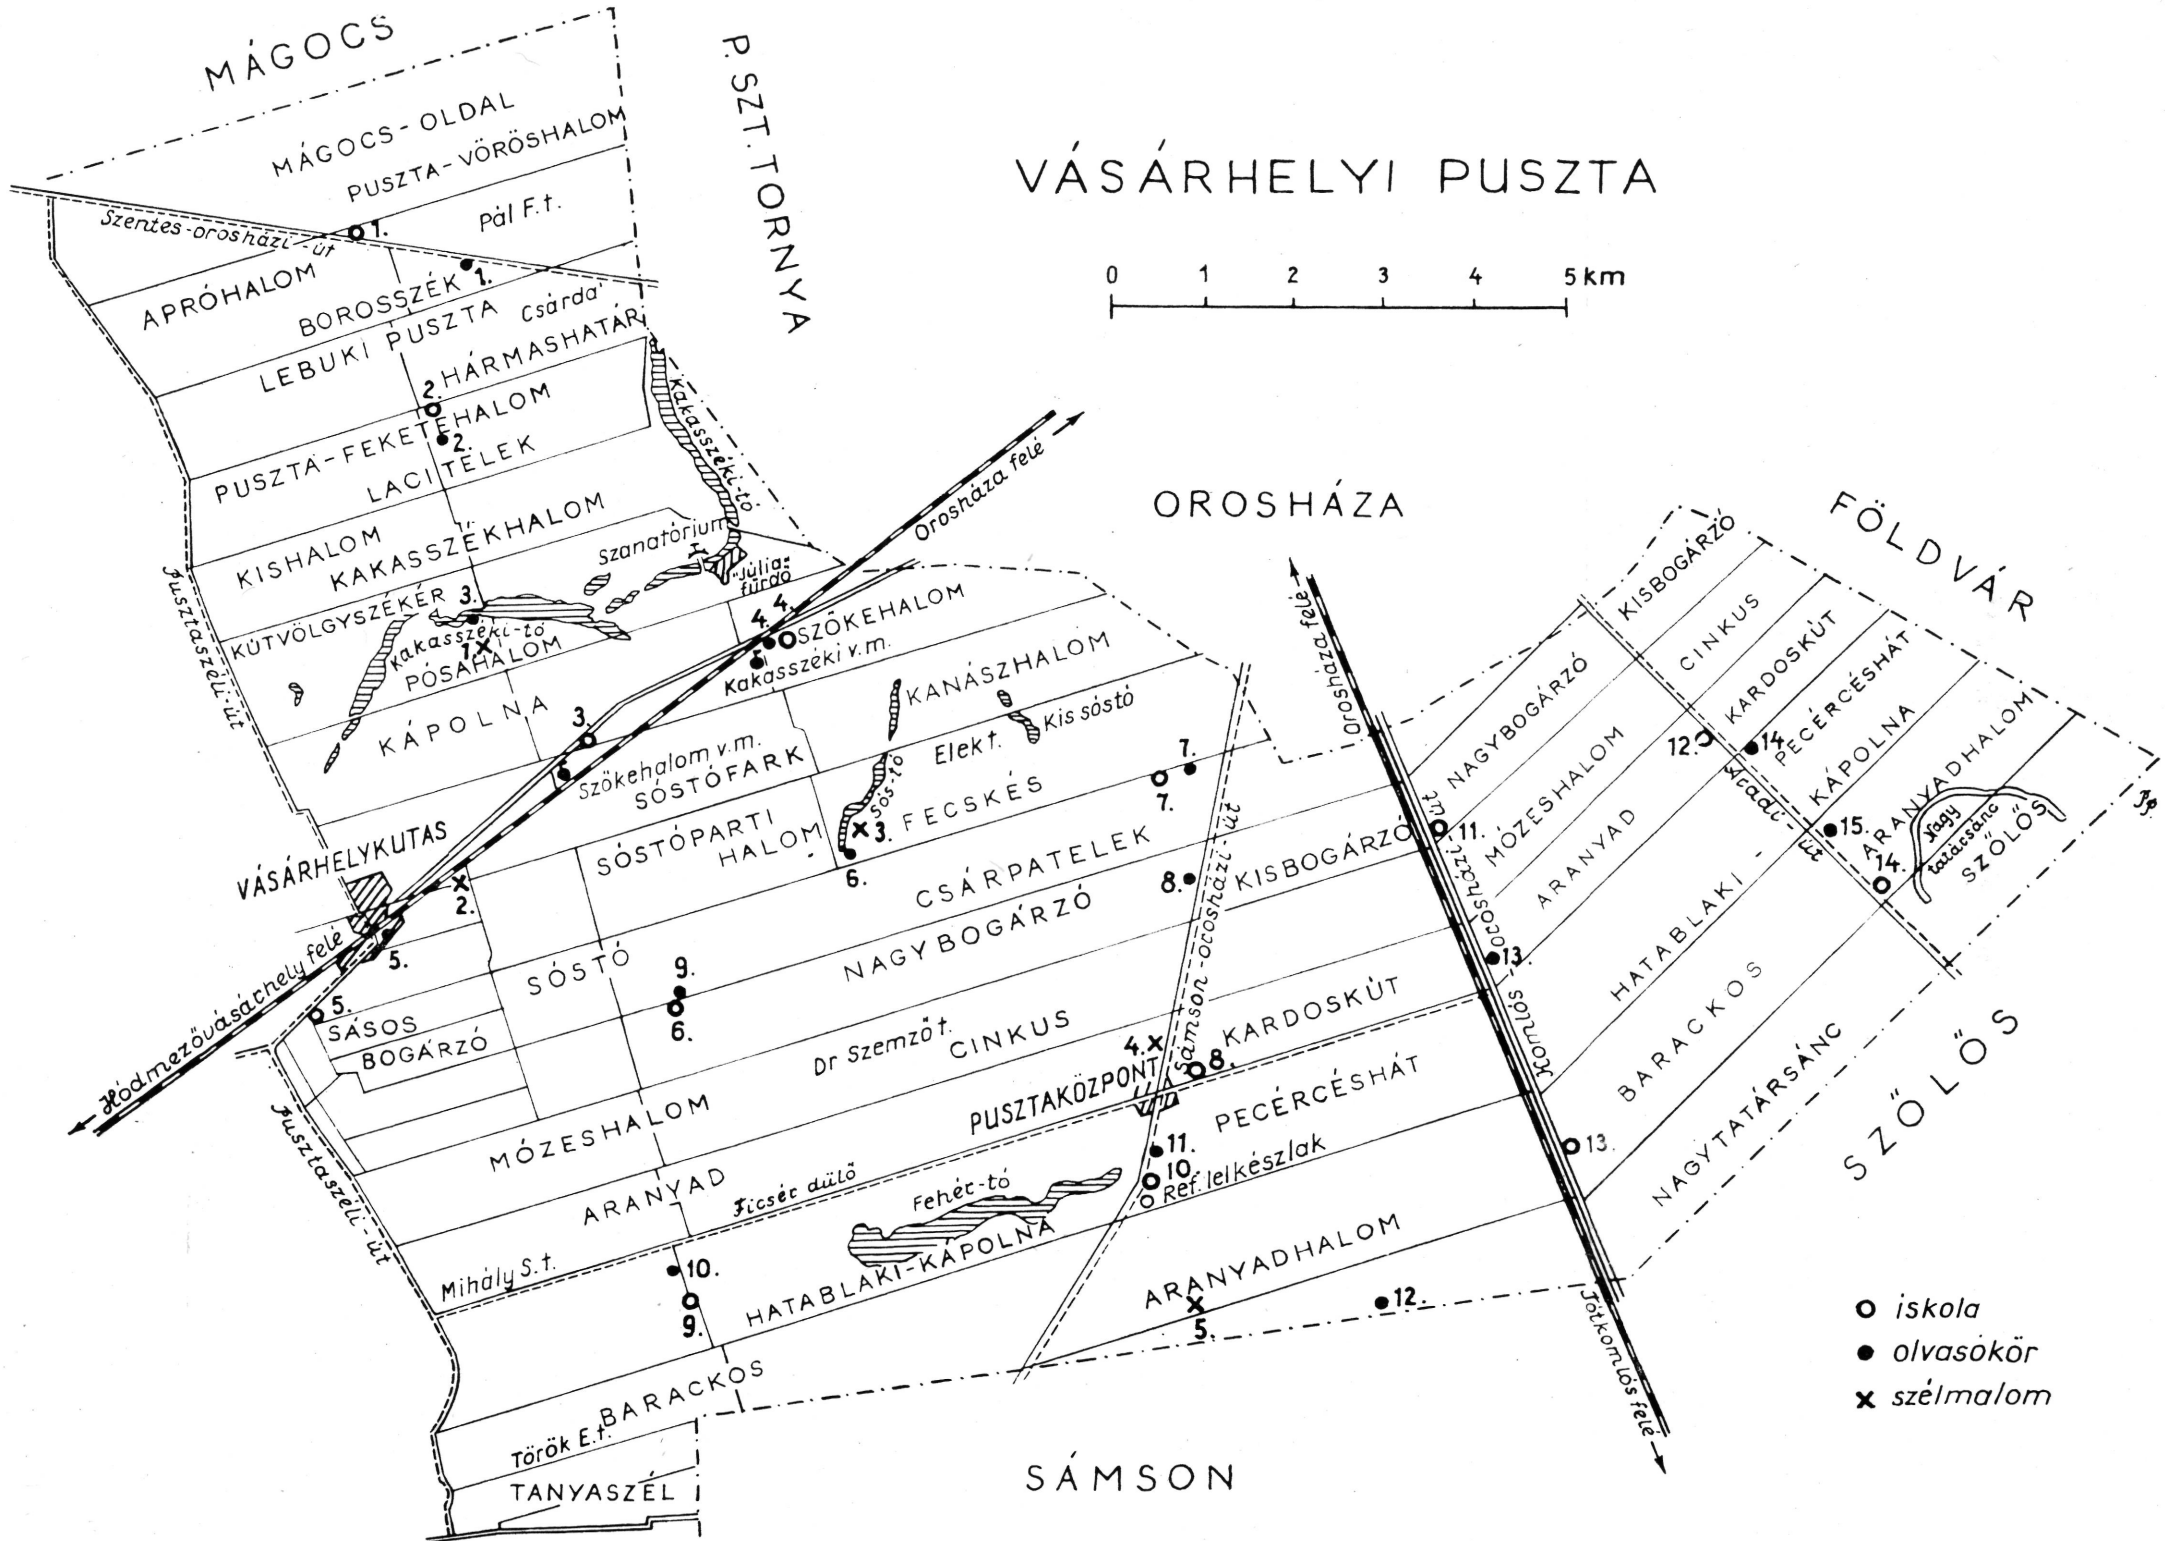 MÁGOCS
P. SZT. TORNYA
VÁSÁRHELYI PUSZTA
0 1 2 3 4 5 km
MÁGOCS-OLDAL
PUSZTA-VÖRÖSHALOM
Szentes-orosházi-út
1.
Pál F. t.
APRÓHALOM
BOROSSZÉK
1.
LEBUKI PUSZTA
Csárda
HÁRMASHATÁR
2.
PUSZTA-FEKETEHALOM
2.
LACITELEK
Kakasszéki-tó
KISHALOM
KAKASSZÉKHALOM
Szanatórium
"Júlia-
fürdő
Pusztaszéli-út
KÚTVÖLGYSZÉKÉR
3.
Kakasszéki-tó
1.
PÓSAHALOM
4.
4.
SZŐKEHALOM
Kakasszéki v.m.
KÁPOLNA
3.
Szőkehalom v.m.
SÓSTÓFARK
KANÁSZHALOM
Kis sóstó
Elek t.
Sós-tó
Orosháza felé
OROSHÁZA
Orosháza felé
FÖLDVÁR
VÁSÁRHELYKUTAS
2.
5.
SÓSTÓPARTI
HALOM
3.
6.
FECSKÉS
7.
7.
CSÁRPATELEK
8.
KISBOGÁRZÓ
NAGYBOGÁRZÓ
Sámson-orosházi-út
Hódmezővásárhely felé
5.
SÁSOS
BOGÁRZÓ
SÓSTÓ
9.
6.
Dr Szemző t.
CINKUS
4.
KARDOSKÚT
8.
PUSZTAKÖZPONT
PECÉRCÉSHÁT
MÓZESHALOM
Pusztaszéli-út
ARANYAD
Ficsér dülő
11.
10.
Ref. lelkészlak
Fehér-tó
Mihály S. t.
10.
9.
HATABLAKI-KÁPOLNA
ARANYADHALOM
5.
12.
BARACKOS
Török E. t.
TANYASZÉL
SÁMSON
KISBOGÁRZÓ
CINKUS
KARDOSKÚT
PECÉRCÉSHÁT
KÁPOLNA
ARANYADHALOM
NAGYBOGÁRZÓ
MÓZESHALOM
ARANYAD
HATABLAKI
BARACKOS
NAGYTATÁRSÁNC
12.
14.
Aradi-út
15.
14.
Nagy
tatársánc
SZŐLŐS
11.
Komlós orosházi út
13.
13.
SZŐLŐS
Tótkomlós felé
iskola
olvasókör
szélmalom